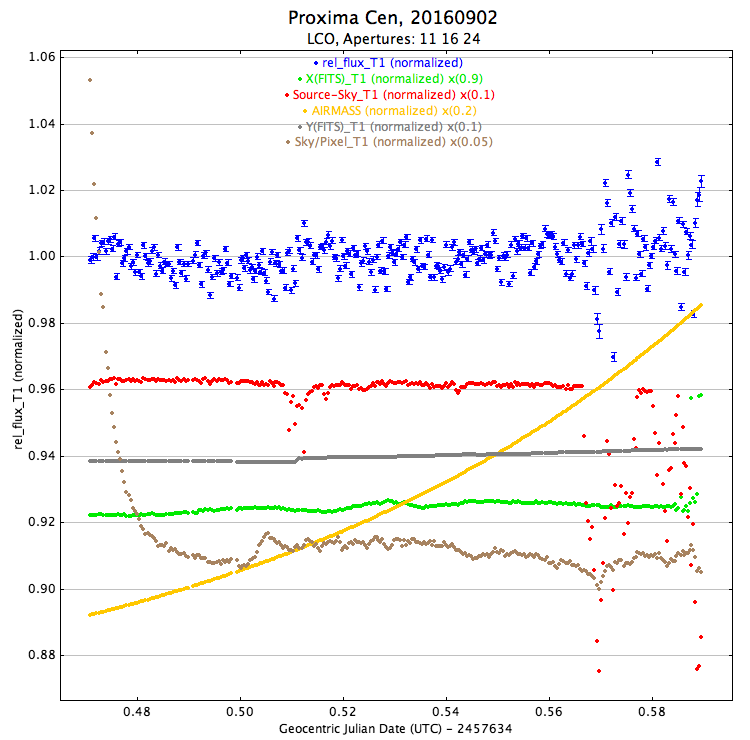 Proxima Cen, 20160902
LCO, Apertures: 11 16 24
rel_flux_T1 (normalized)
X(FITS)_T1 (normalized) x(0.9)
Source-Sky_T1 (normalized) x(0.1)
AIRMASS (normalized) x(0.2)
Y(FITS)_T1 (normalized) x(0.1)
Sky/Pixel_T1 (normalized) x(0.05)
rel_flux_T1 (normalized)
1.06
1.04
1.02
1.00
0.98
0.96
0.94
0.92
0.90
0.88
0.48 0.50 0.52 0.54 0.56 0.58
Geocentric Julian Date (UTC) - 2457634